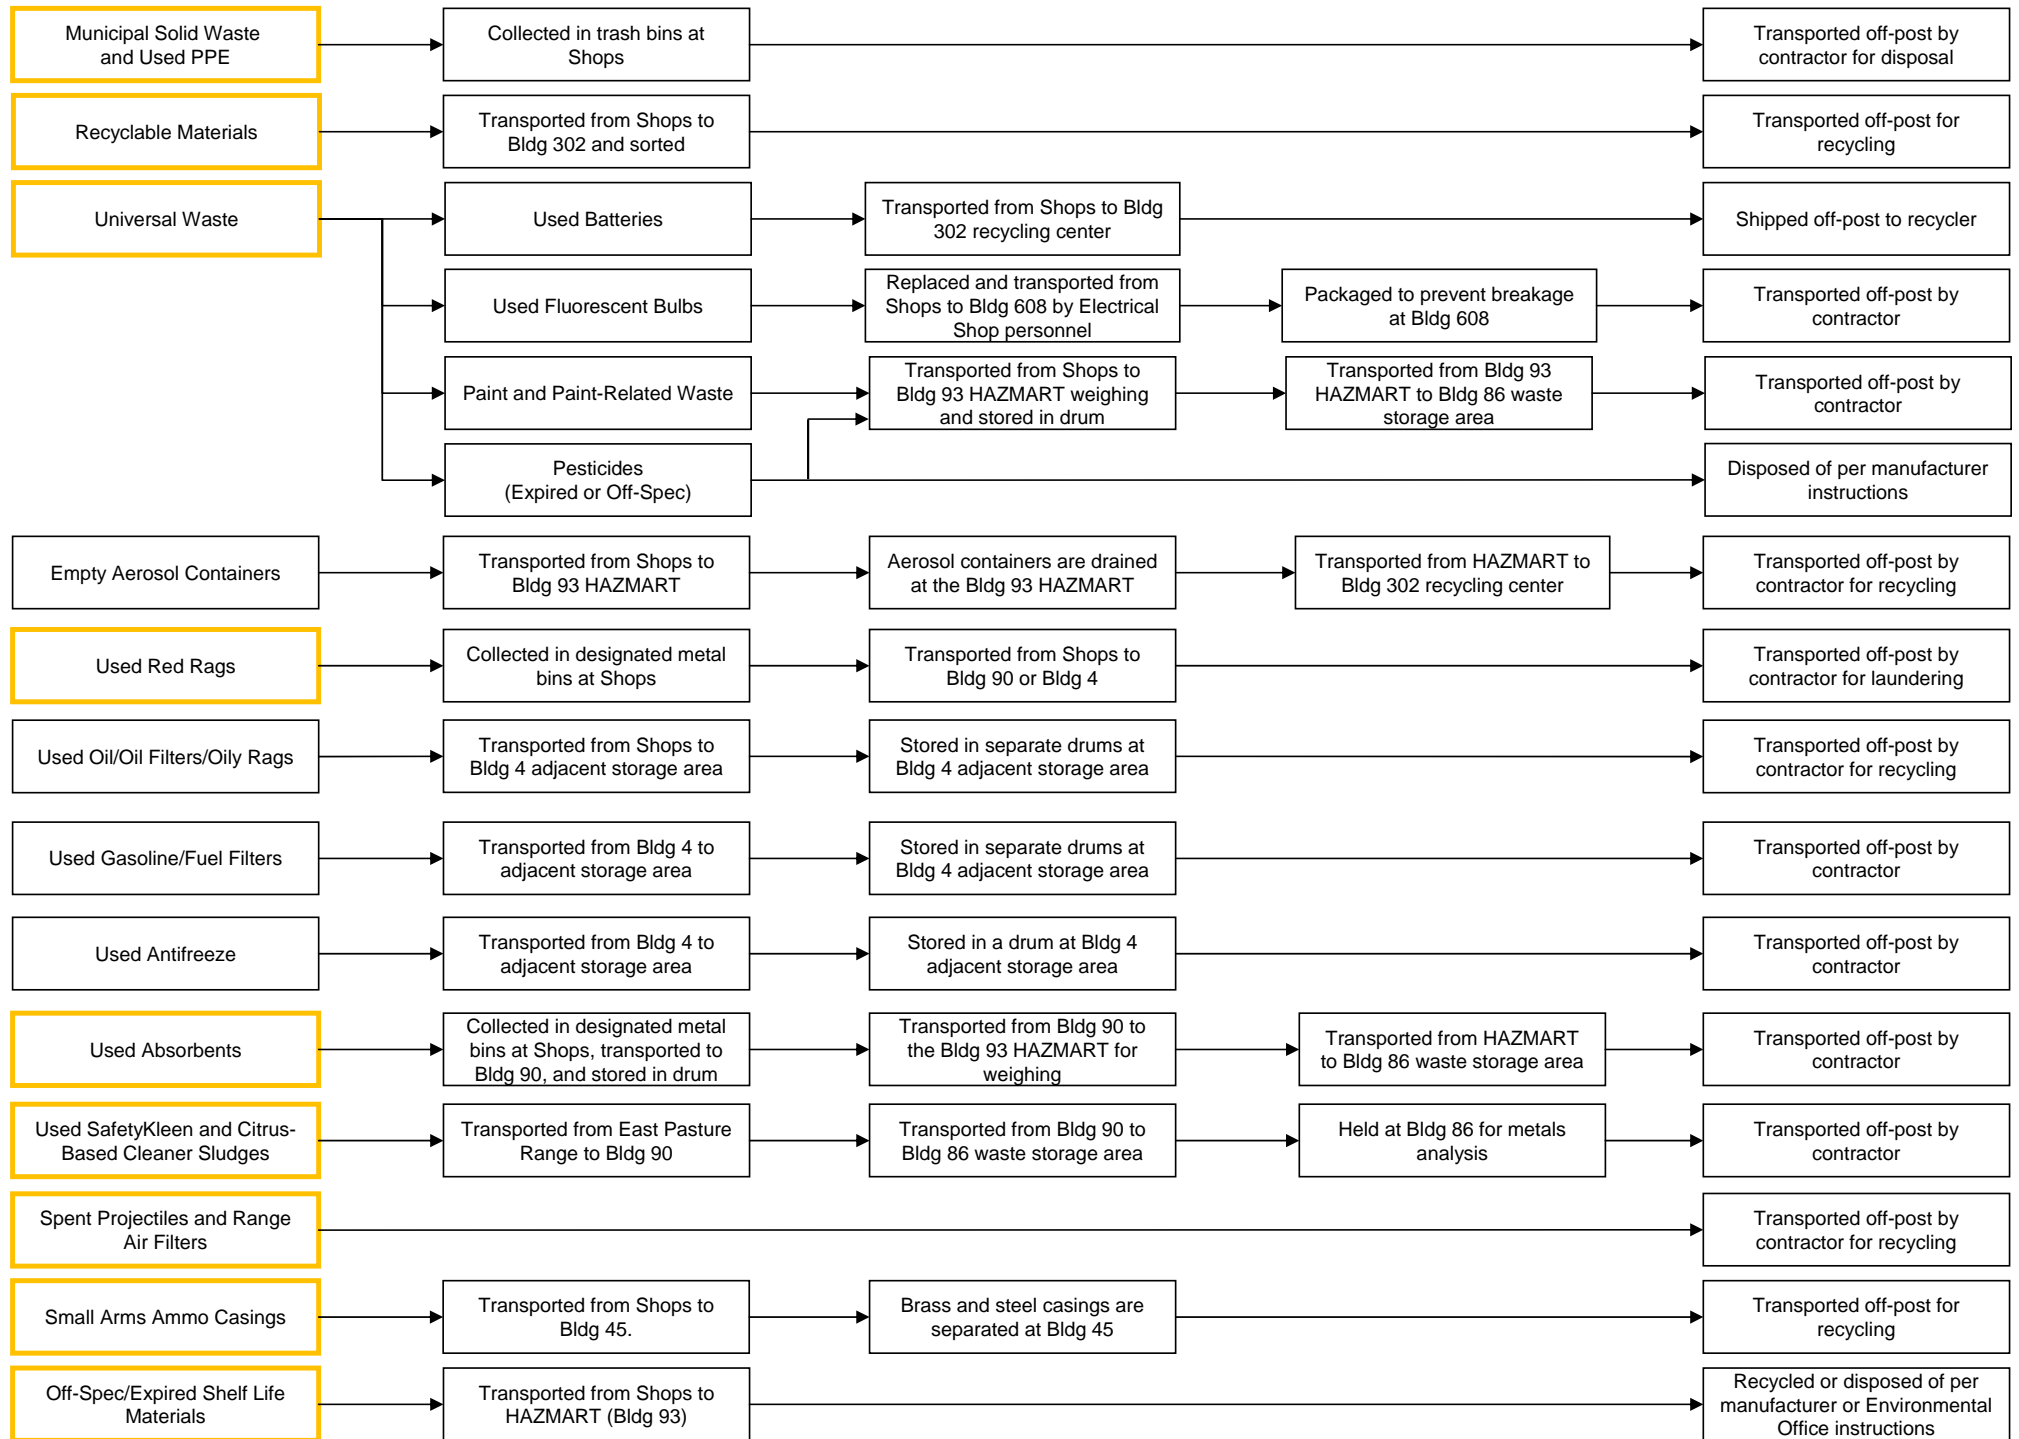 Municipal Solid Waste
and Used PPE
Collected in trash bins at
Shops
Transported off-post by
contractor for disposal
Recyclable Materials
Transported from Shops to
Bldg 302 and sorted
Transported off-post for
recycling
Universal Waste
Used Batteries
Transported from Shops to Bldg
302 recycling center
Shipped off-post to recycler
Used Fluorescent Bulbs
Replaced and transported from
Shops to Bldg 608 by Electrical
Shop personnel
Packaged to prevent breakage
at Bldg 608
Transported off-post by
contractor
Paint and Paint-Related Waste
Transported from Shops to
Bldg 93 HAZMART weighing
and stored in drum
Transported from Bldg 93
HAZMART to Bldg 86 waste
storage area
Transported off-post by
contractor
Pesticides
(Expired or Off-Spec)
Disposed of per manufacturer
instructions
Empty Aerosol Containers
Transported from Shops to
Bldg 93 HAZMART
Aerosol containers are drained
at the Bldg 93 HAZMART
Transported from HAZMART to
Bldg 302 recycling center
Transported off-post by
contractor for recycling
Used Red Rags
Collected in designated metal
bins at Shops
Transported from Shops to
Bldg 90 or Bldg 4
Transported off-post by
contractor for laundering
Used Oil/Oil Filters/Oily Rags
Transported from Shops to
Bldg 4 adjacent storage area
Stored in separate drums at
Bldg 4 adjacent storage area
Transported off-post by
contractor for recycling
Used Gasoline/Fuel Filters
Transported from Bldg 4 to
adjacent storage area
Stored in separate drums at
Bldg 4 adjacent storage area
Transported off-post by
contractor
Used Antifreeze
Transported from Bldg 4 to
adjacent storage area
Stored in a drum at Bldg 4
adjacent storage area
Transported off-post by
contractor
Used Absorbents
Collected in designated metal
bins at Shops, transported to
Bldg 90, and stored in drum
Transported from Bldg 90 to
the Bldg 93 HAZMART for
weighing
Transported from HAZMART
to Bldg 86 waste storage area
Transported off-post by
contractor
Used SafetyKleen and Citrus-
Based Cleaner Sludges
Transported from East Pasture
Range to Bldg 90
Transported from Bldg 90 to
Bldg 86 waste storage area
Held at Bldg 86 for metals
analysis
Transported off-post by
contractor
Spent Projectiles and Range
Air Filters
Transported off-post by
contractor for recycling
Small Arms Ammo Casings
Transported from Shops to
Bldg 45.
Brass and steel casings are
separated at Bldg 45
Transported off-post for
recycling
Off-Spec/Expired Shelf Life
Materials
Transported from Shops to
HAZMART (Bldg 93)
Recycled or disposed of per
manufacturer or Environmental
Office instructions